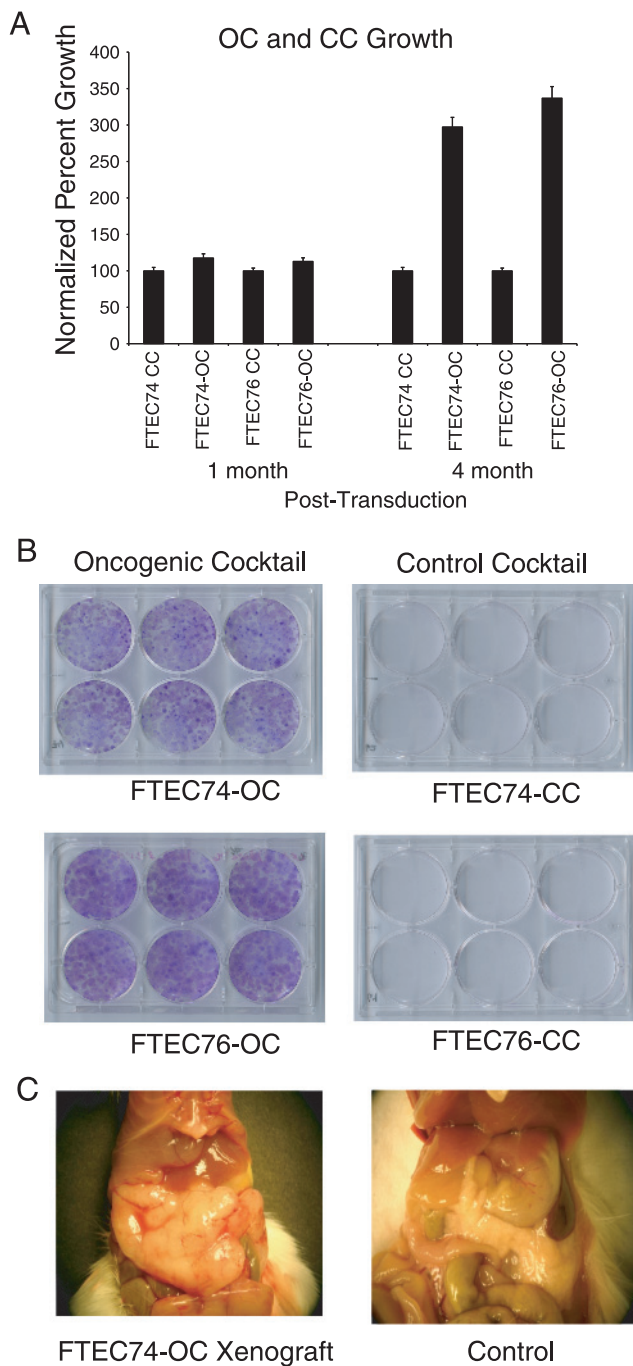 A
OC and CC Growth
Normalized Percent Growth
400
350
300
250
200
150
100
50
0
FTEC74 CC
FTEC74-OC
FTEC76 CC
FTEC76-OC
FTEC74 CC
FTEC74-OC
FTEC76 CC
FTEC76-OC
1 month
4 month
Post-Transduction
B
Oncogenic Cocktail
Control Cocktail
FTEC74-OC
FTEC74-CC
FTEC76-OC
FTEC76-CC
C
FTEC74-OC Xenograft
Control